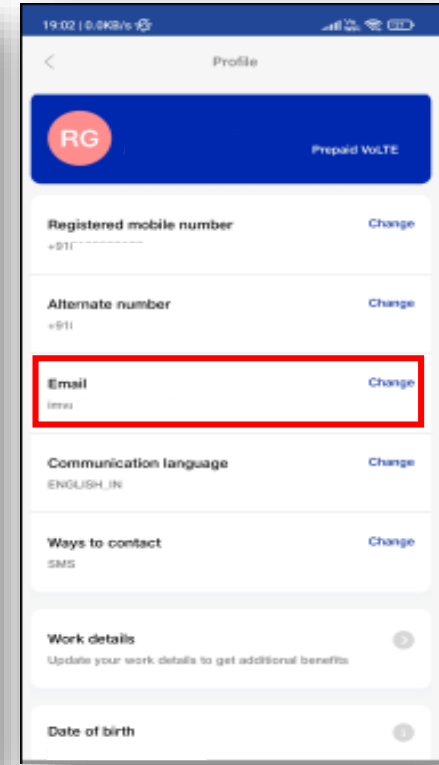 19:02 | 0.0KB/s
Profile
RG
Prepaid VoLTE
Registered mobile number
Change
+91
Alternate number
Change
+91
Email
Change
Communication language
Change
ENGLISH_IN
Ways to contact
Change
SMS
Work details
Update your work details to get additional benefits
Date of birth